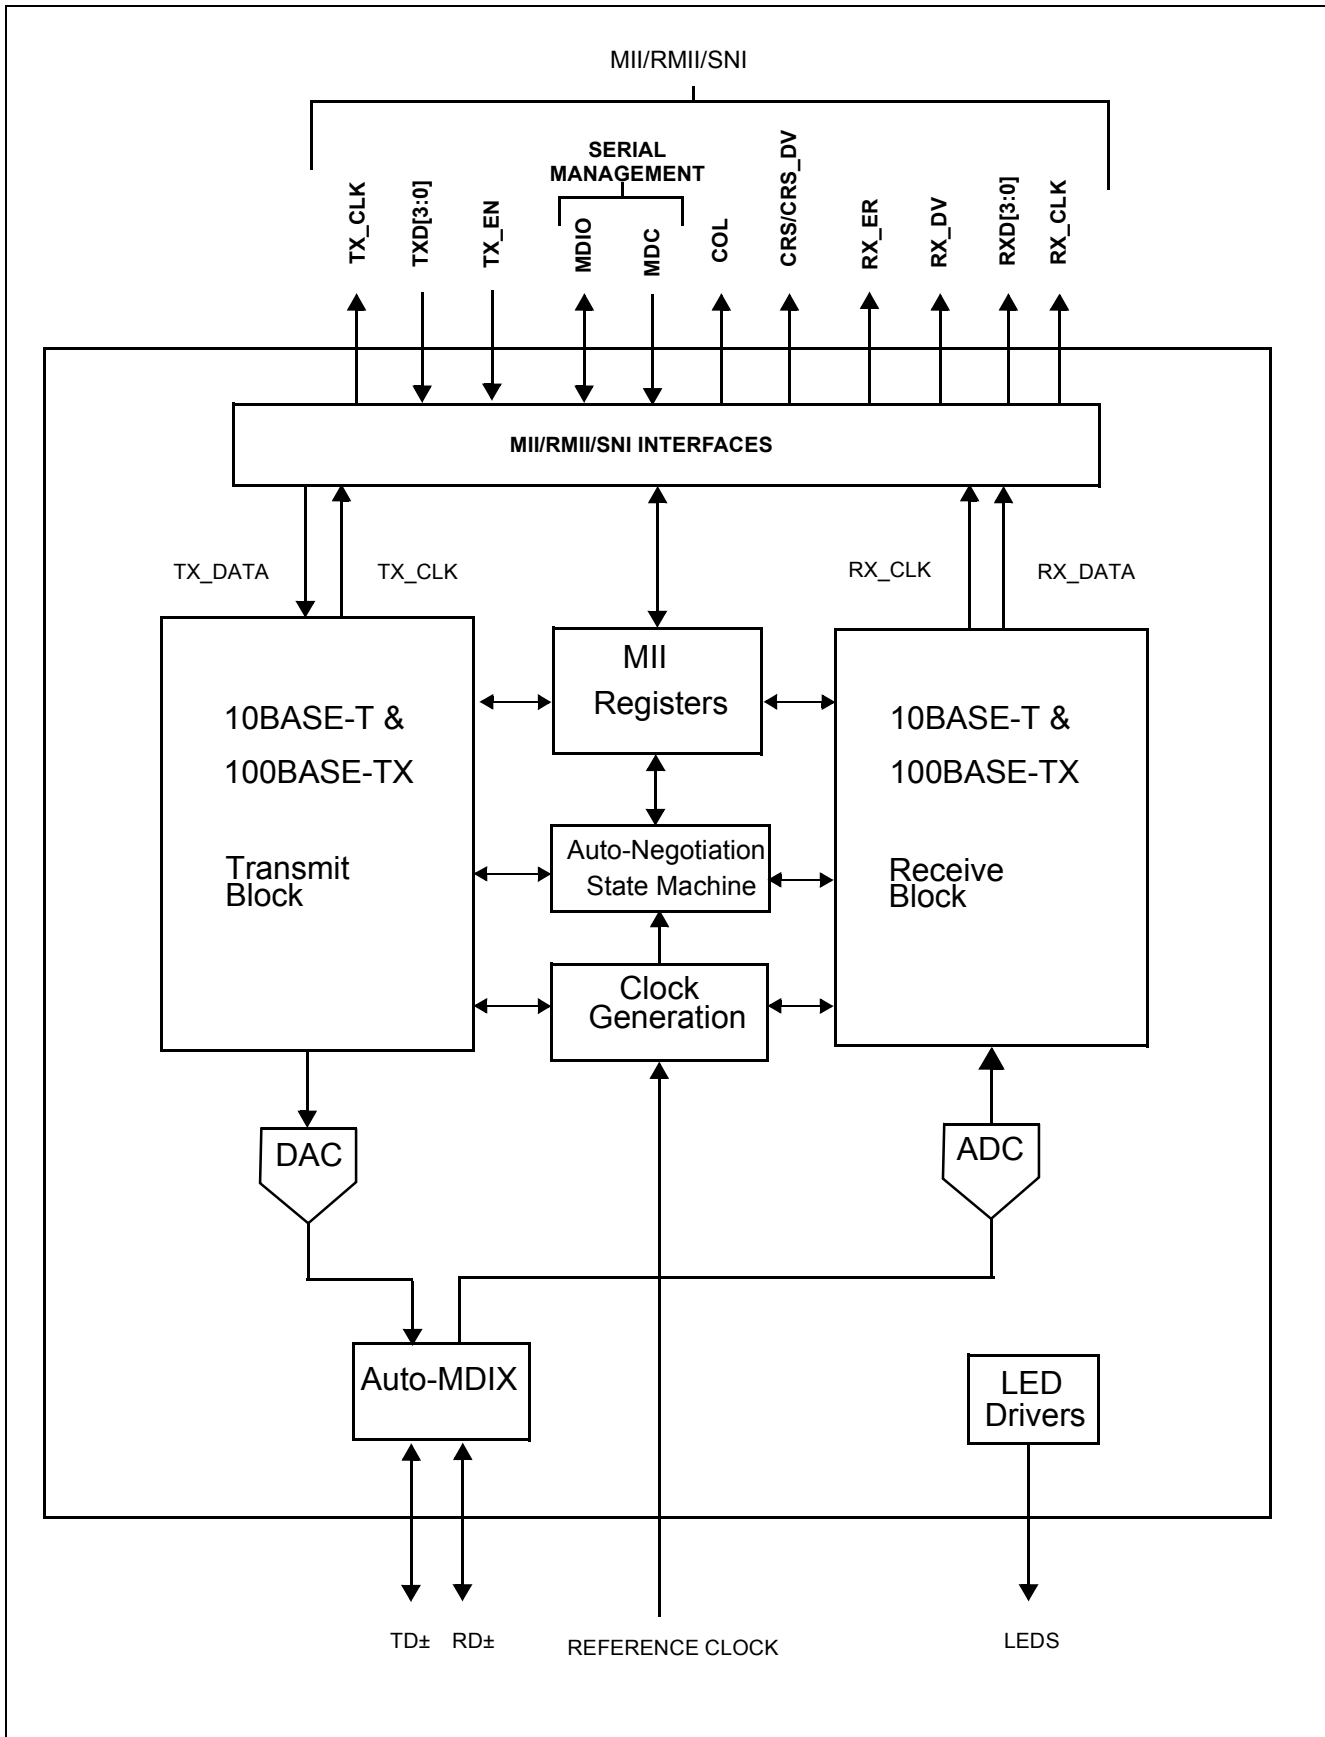 MII/RMII/SNI
SERIAL
MANAGEMENT
TX_CLK
TXD[3:0]
TX_EN
MDIO
MDC
COL
CRS/CRS_DV
RX_ER
RX_DV
RXD[3:0]
RX_CLK
MII/RMII/SNI INTERFACES
TX_DATA
TX_CLK
RX_CLK
RX_DATA
10BASE-T &
100BASE-TX
Transmit
Block
MII
Registers
Auto-Negotiation
State Machine
Clock
Generation
10BASE-T &
100BASE-TX
Receive
Block
DAC
ADC
Auto-MDIX
LED
Drivers
TD±
RD±
REFERENCE CLOCK
LEDS